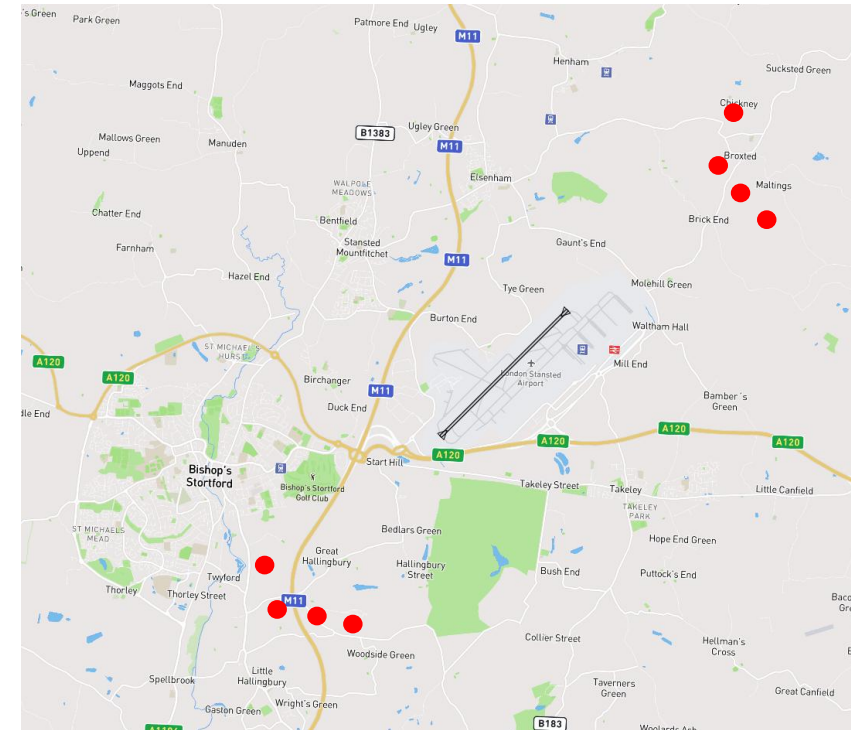 's Green
Park Green
Patmore End
Ugley
M11
Henham
Sucksted Green
Maggots End
Chickney
Mallows Green
Uppend
Manuden
B1383
Ugley Green
M11
Broxted
Elsenham
Maltings
WALPOLE
MEADOWS
Chatter End
Bentfield
Brick End
Farnham
Stansted
Mountfitchet
Gaunt's End
M11
Hazel End
Tye Green
Molehill Green
Burton End
Waltham Hall
ST MICHAEL'S
HURST
A120
A120
Birchanger
M11
London Stansted
Airport
Mill End
Duck End
Bamber's
Green
dle End
A120
A120
A120
A120
Start Hill
Bishop's
Stortford
Bishop's Stortford
Golf Club
Takeley Street
Takeley
Little Canfield
TAKELEY
PARK
ST MICHAELS
MEAD
Bedlars Green
Hope End Green
Great
Hallingbury
Hallingbury
Street
Bush End
Puttock's End
Twyford
Thorley
Thorley Street
M11
Collier Street
Hellman's
Cross
Woodside Green
Spellbrook
Little
Hallingbury
Taverners
Green
Great Canfield
Wright's Green
Gaston Green
B183